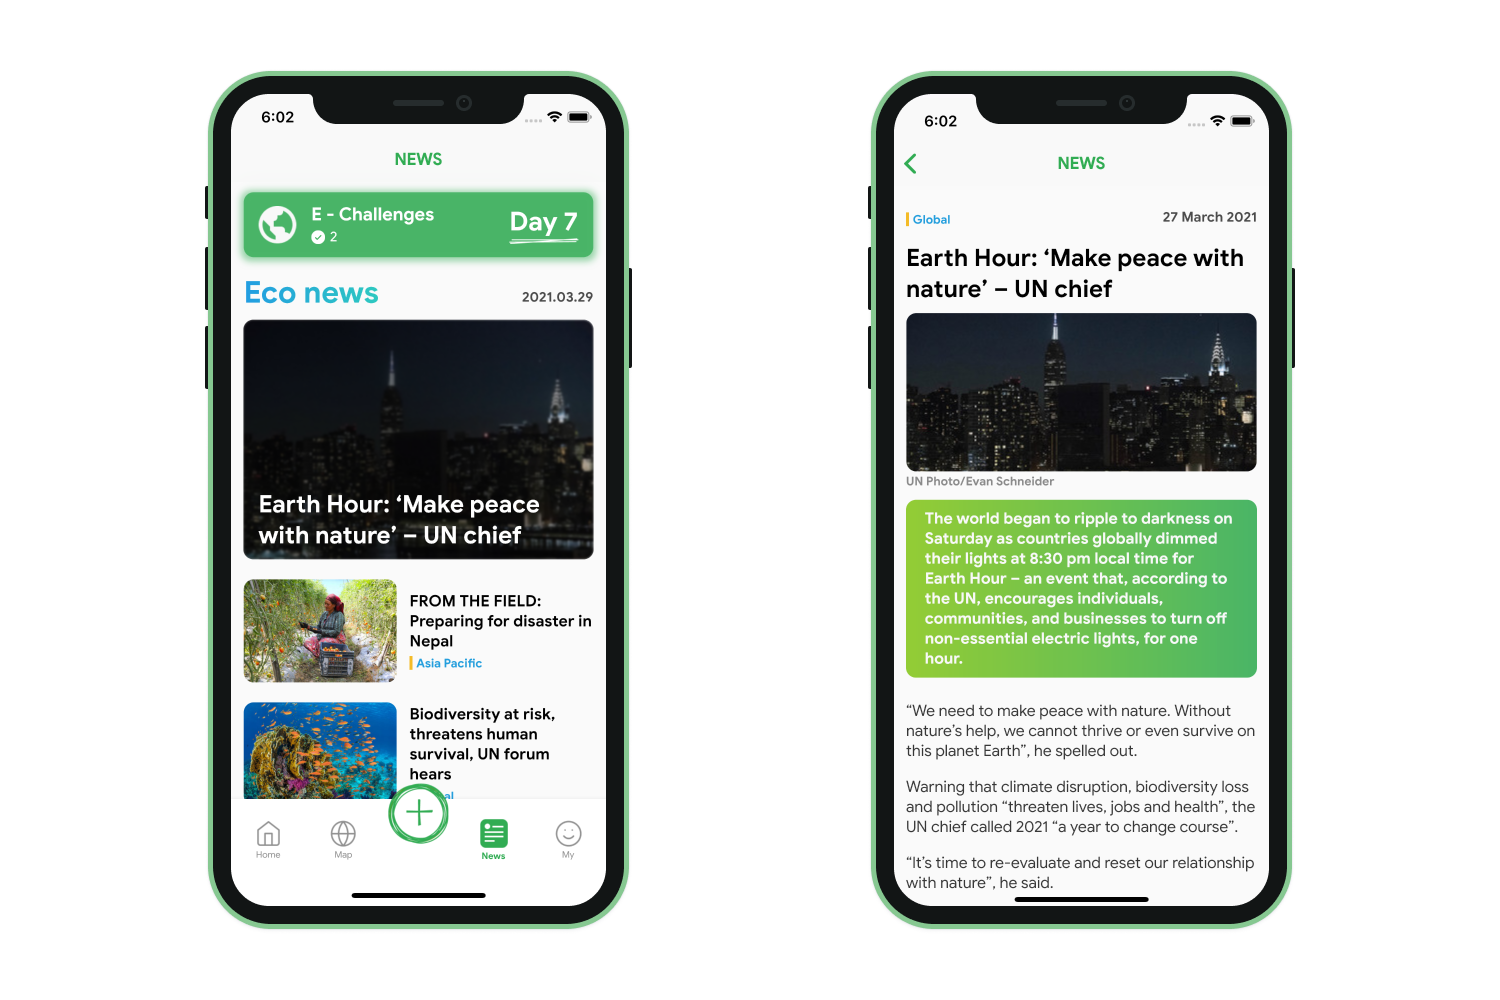 6:02
NEWS
E - Challenges
2
Day 7
Eco news
2021.03.29
Earth Hour: ‘Make peace
with nature’ – UN chief
FROM THE FIELD:
Preparing for disaster in
Nepal
Asia Pacific
Biodiversity at risk,
threatens human
survival, UN forum
hears
Home
Map
News
My
6:02
NEWS
Global
27 March 2021
Earth Hour: ‘Make peace with
nature’ – UN chief
UN Photo/Evan Schneider
The world began to ripple to darkness on
Saturday as countries globally dimmed
their lights at 8:30 pm local time for
Earth Hour – an event that, according to
the UN, encourages individuals,
communities, and businesses to turn off
non-essential electric lights, for one
hour.
“We need to make peace with nature. Without
nature’s help, we cannot thrive or even survive on
this planet Earth”, he spelled out.
Warning that climate disruption, biodiversity loss
and pollution “threaten lives, jobs and health”, the
UN chief called 2021 “a year to change course”.
“It’s time to re-evaluate and reset our relationship
with nature”, he said.